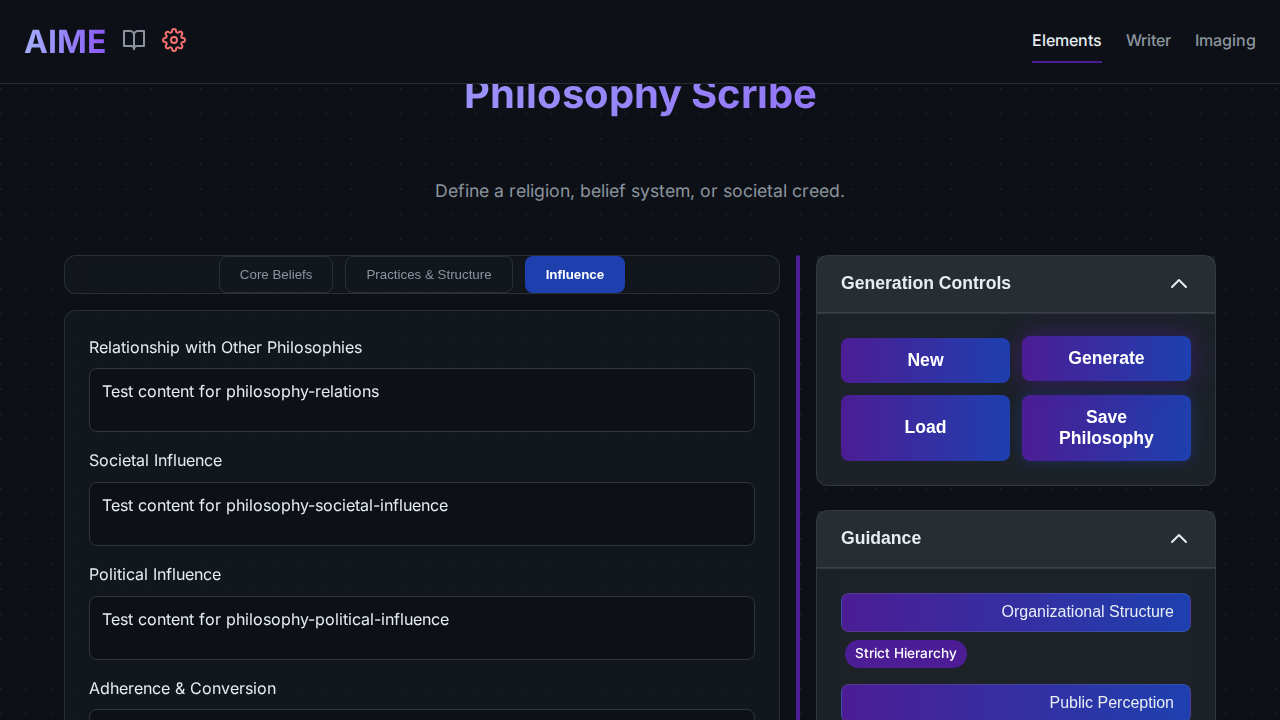 AIME
Elements
Writer
Imaging
Philosophy Scribe
Define a religion, belief system, or societal creed.
Core Beliefs
Practices & Structure
Influence
Relationship with Other Philosophies
Test content for philosophy-relations
Societal Influence
Test content for philosophy-societal-influence
Political Influence
Test content for philosophy-political-influence
Adherence & Conversion
Generation Controls
New
Generate
Load
Save
Philosophy
Guidance
Organizational Structure
Strict Hierarchy
Public Perception